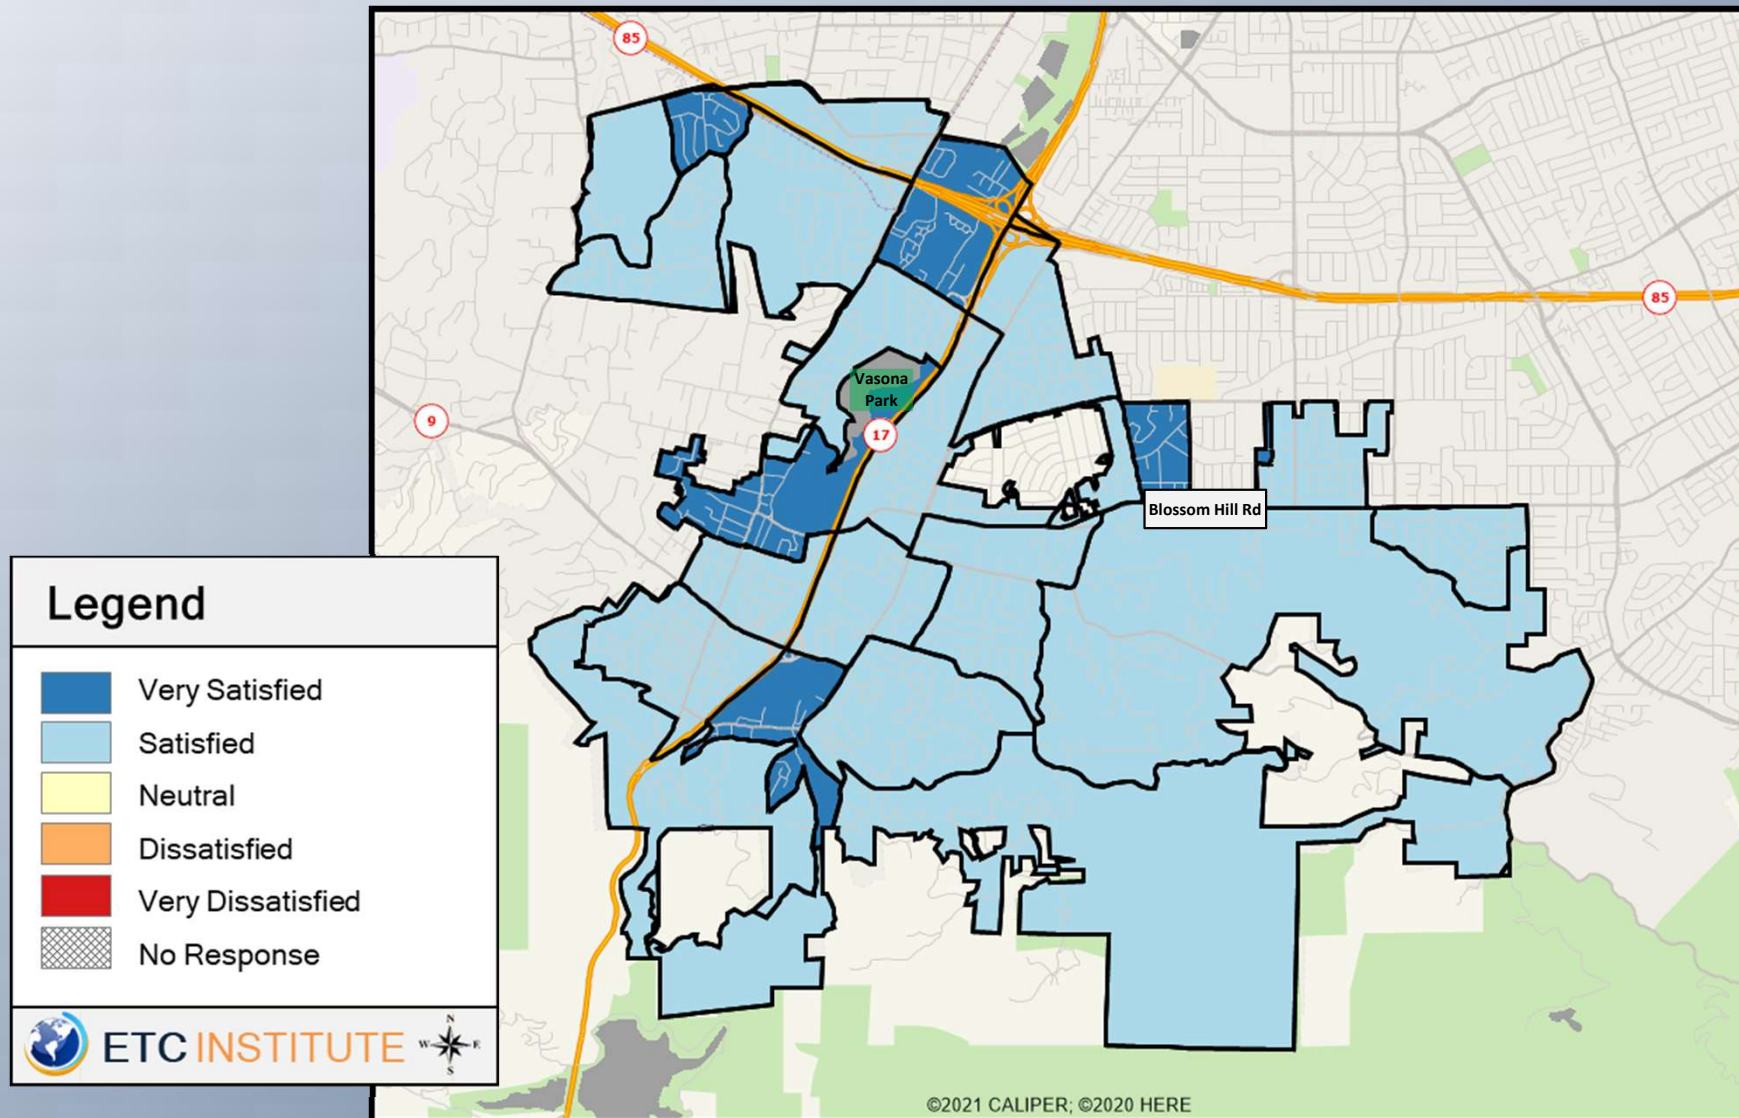 85
85
9
Vasona
Park
17
Blossom Hill Rd
Legend
Very Satisfied
Satisfied
Neutral
Dissatisfied
Very Dissatisfied
No Response
ETC INSTITUTE
N
W E
S
©2021 CALIPER; ©2020 HERE